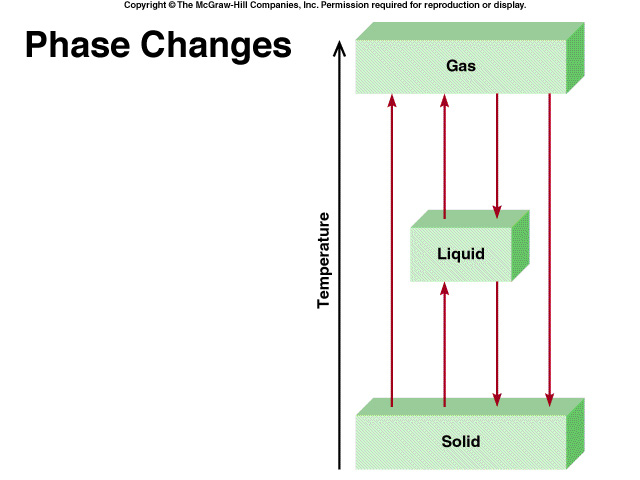 Copyright © The McGraw-Hill Companies, Inc. Permission required for reproduction or display.
Phase Changes
Gas
Temperature
Liquid
Solid